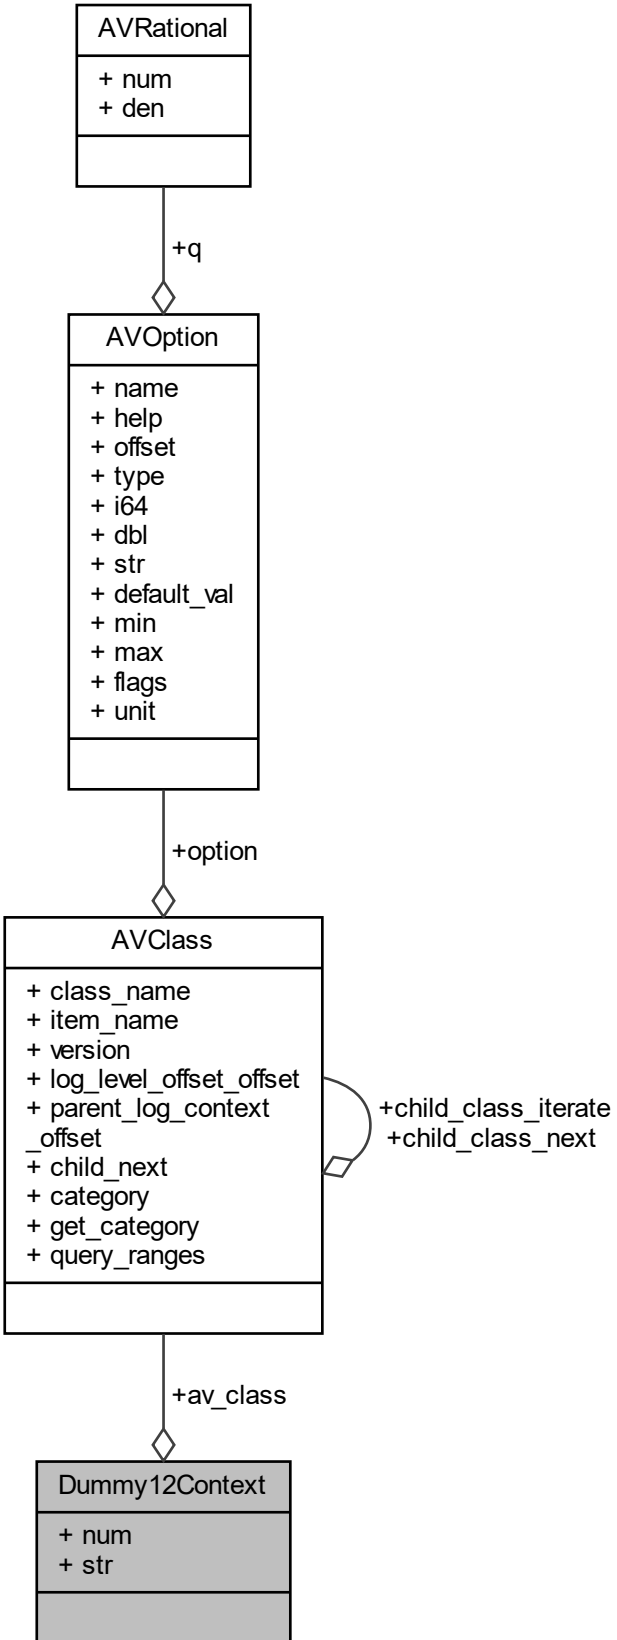 AVRational
+ num
+ den
+q
AVOption
+ name
+ help
+ offset
+ type
+ i64
+ dbl
+ str
+ default_val
+ min
+ max
+ flags
+ unit
+option
AVClass
+ class_name
+ item_name
+ version
+ log_level_offset_offset
+ parent_log_context
_offset
+ child_next
+ category
+ get_category
+ query_ranges
+child_class_iterate
+child_class_next
+av_class
Dummy12Context
+ num
+ str